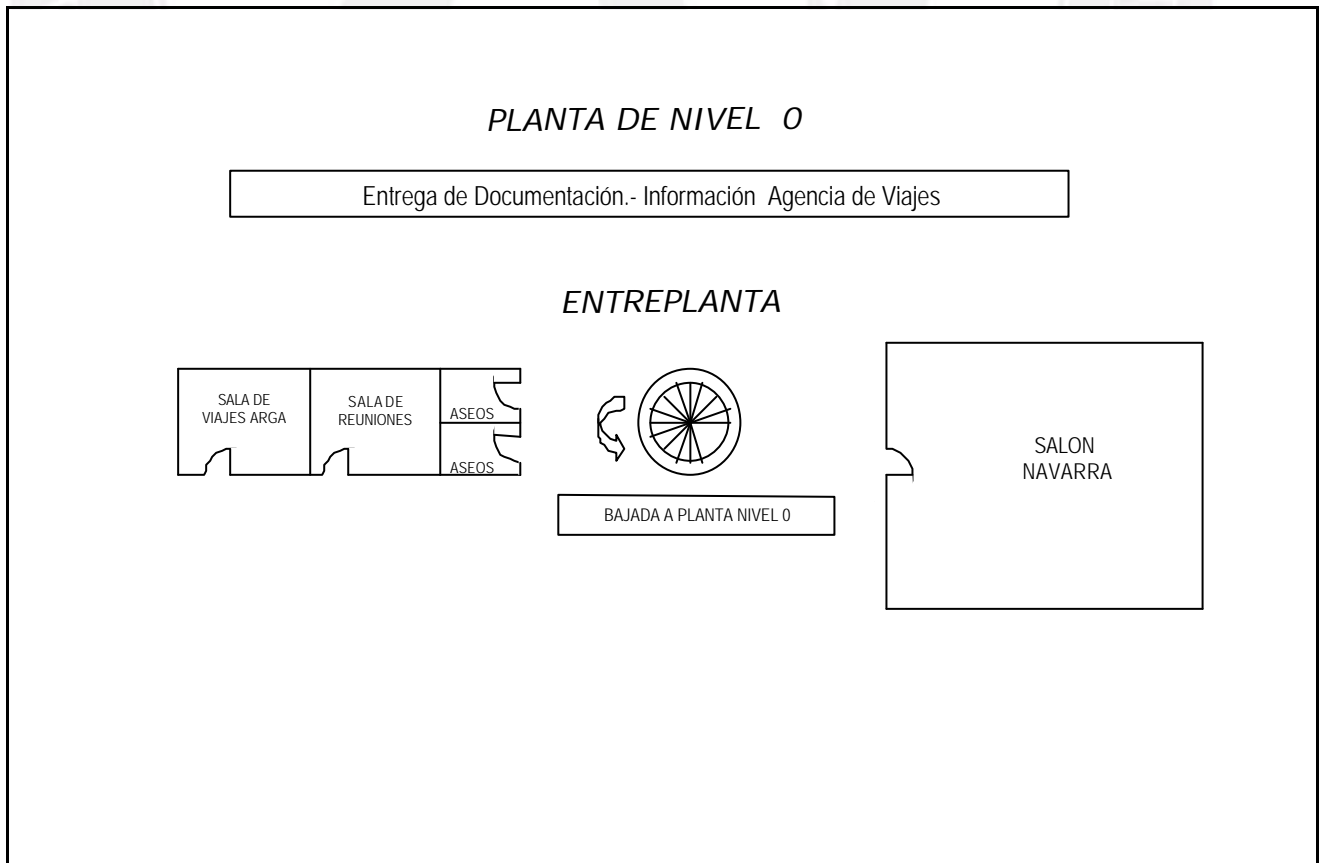 PLANTA DE NIVEL 0
Entrega de Documentación.- Información Agencia de Viajes
ENTREPLANTA
SALA DE
VIAJES ARGA
SALA DE
REUNIONES
ASEOS
ASEOS
BAJADA A PLANTA NIVEL 0
SALON
NAVARRA